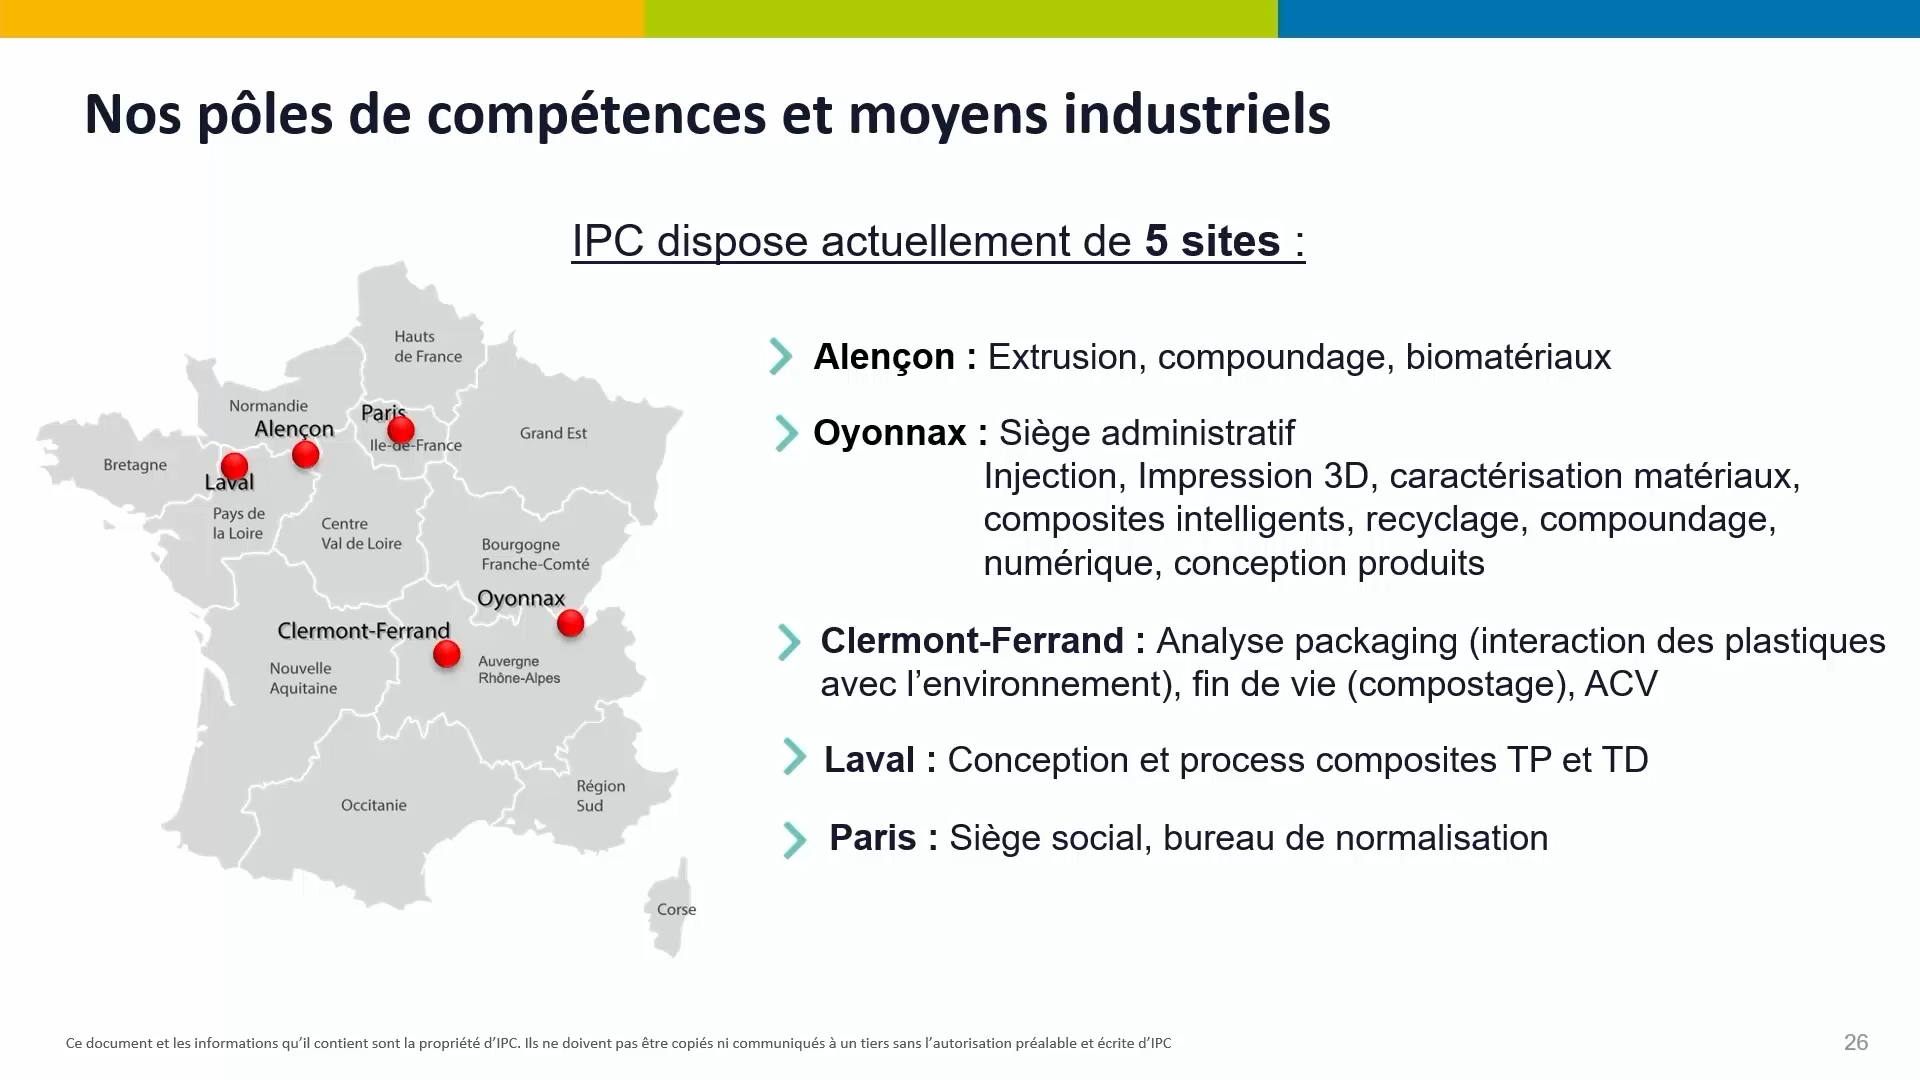 Nos pôles de compétences et moyens industriels
IPC dispose actuellement de 5 sites :
Hauts
de France
Normandie
Alençon
Paris
Ile-de-France
Grand Est
Bretagne
Laval
Pays de
la Loire
Centre
Val de Loire
Bourgogne
Franche-Comté
Oyonnax
Clermont-Ferrand
Nouvelle
Aquitaine
Auvergne
Rhône-Alpes
Occitanie
Région
Sud
Corse
Alençon : Extrusion, compoundage, biomatériaux
Oyonnax : Siège administratif
Injection, Impression 3D, caractérisation matériaux,
composites intelligents, recyclage, compoundage,
numérique, conception produits
Clermont-Ferrand : Analyse packaging (interaction des plastiques
avec l’environnement), fin de vie (compostage), ACV
Laval : Conception et process composites TP et TD
Paris : Siège social, bureau de normalisation
Ce document et les informations qu’il contient sont la propriété d’IPC. Ils ne doivent pas être copiés ni communiqués à un tiers sans l’autorisation préalable et écrite d’IPC
26